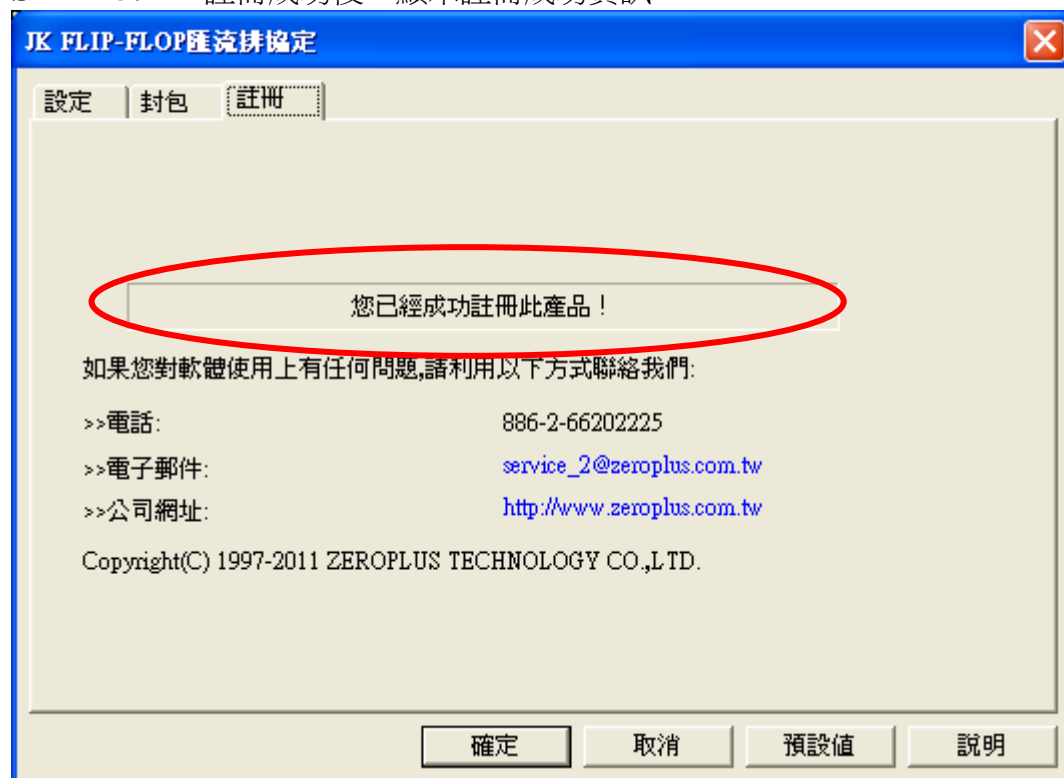 JK FLIP-FLOP匯流排協定
設定 封包 註冊
您已經成功註冊此產品！
如果您對軟體使用上有任何問題,請利用以下方式聯絡我們:
>>電話: 886-2-66202225
>>電子郵件: service_2@zeroplus.com.tw
>>公司網址: http://www.zeroplus.com.tw
Copyright(C) 1997-2011 ZEROPLUS TECHNOLOGY CO.,LTD.
確定 取消 預設值 說明